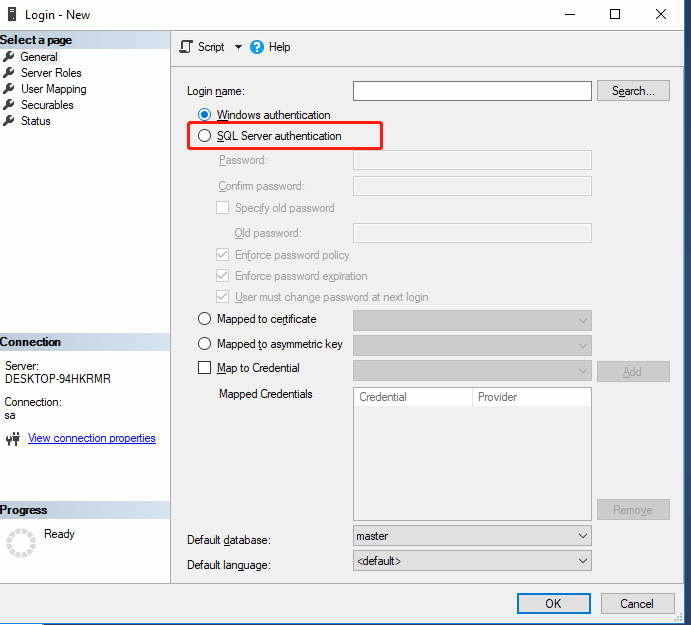 Login - New
Select a page
General
Server Roles
User Mapping
Securables
Status
Script
Help
Login name:
Search...
Windows authentication
SQL Server authentication
Password:
Confirm password:
Specify old password
Old password:
Enforce password policy
Enforce password expiration
User must change password at next login
Mapped to certificate
Mapped to asymmetric key
Map to Credential
Add
Mapped Credentials
Credential Provider
Remove
Default database:
master
Default language:
<default>
Connection
Server:
DESKTOP-94HKRMR
Connection:
sa
View connection properties
Progress
Ready
OK
Cancel